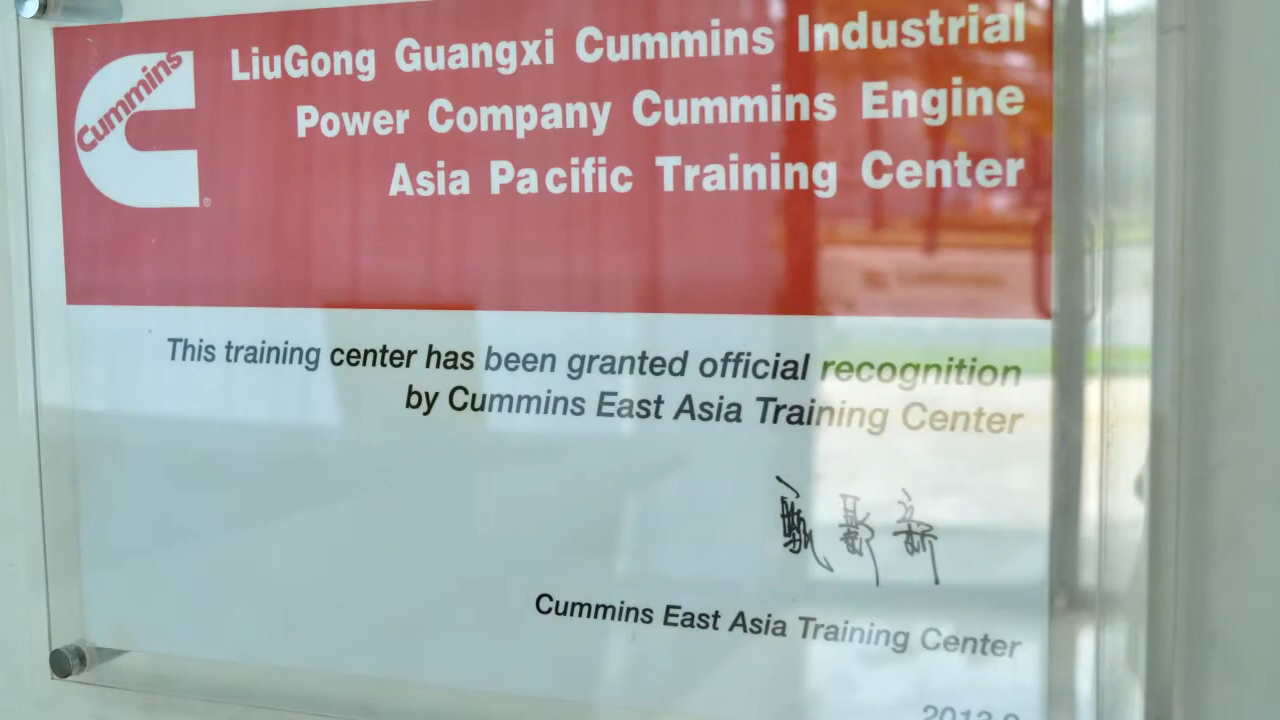 Cummins
LiuGong Guangxi Cummins Industrial
Power Company Cummins Engine
Asia Pacific Training Center
This training center has been granted official recognition
by Cummins East Asia Training Center
Cummins East Asia Training Center